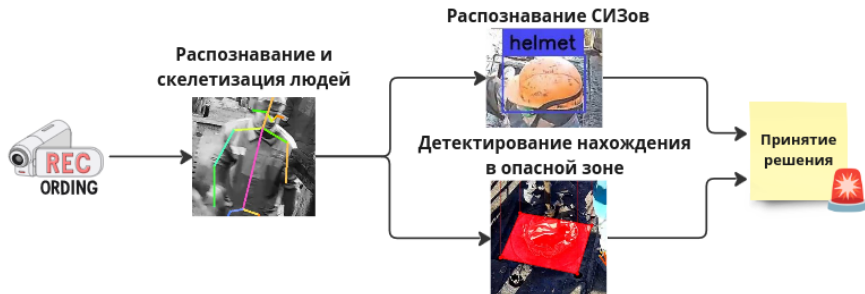 Распознавание СИЗов
helmet
Распознавание и
скелетизация людей
REC
ORDING
Детектирование нахождения
в опасной зоне
Принятие
решения